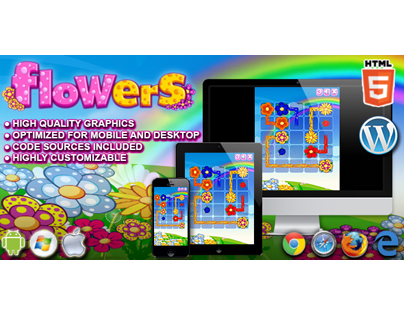 flowers
HTML
5
• HIGH QUALITY GRAPHICS
• OPTIMIZED FOR MOBILE AND DESKTOP
• CODE SOURCES INCLUDED
• HIGHLY CUSTOMIZABLE
W